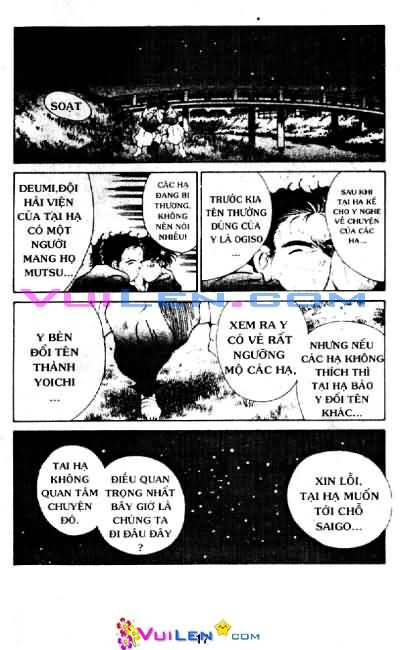 SOẠT
DEUMI,ĐỘI
HẢI VIỆN
CỦA TẠI HẠ
CÓ MỘT
NGƯỜI
MANG HỌ
MUTSU...
CÁC HẠ
ĐANG BỊ
THƯƠNG,
KHÔNG
NÊN NÓI
NHIỀU!
TRƯỚC KIA
TÊN THƯỜNG
DÙNG CỦA
Y LÀ OGISO
...
SAU KHI
TẠI HẠ KỂ
CHO Y NGHE
VỀ CHUYỆN
CỦA CÁC
HẠ...
VUILEN.COM
Y BÈN
ĐỔI TÊN
THÀNH
YOICHI
...
XEM RA Y
CÓ VẺ RẤT
NGƯỠNG
MỘ CÁC HẠ,
NHƯNG NẾU
CÁC HẠ KHÔNG
THÍCH THÌ
TẠI HẠ BẢO
Y ĐỔI TÊN
KHÁC...
TAI HẠ
KHÔNG
QUAN TÂM
CHUYỆN
ĐÓ.
ĐIỀU QUAN
TRỌNG NHẤT
BÂY GIỜ LÀ
CHÚNG TA
ĐI ĐÂU ĐÂY
?
XIN LỖI,
TẠI HẠ MUỐN
TỚI CHỖ
SAIGO...
VUILEN.COM
17